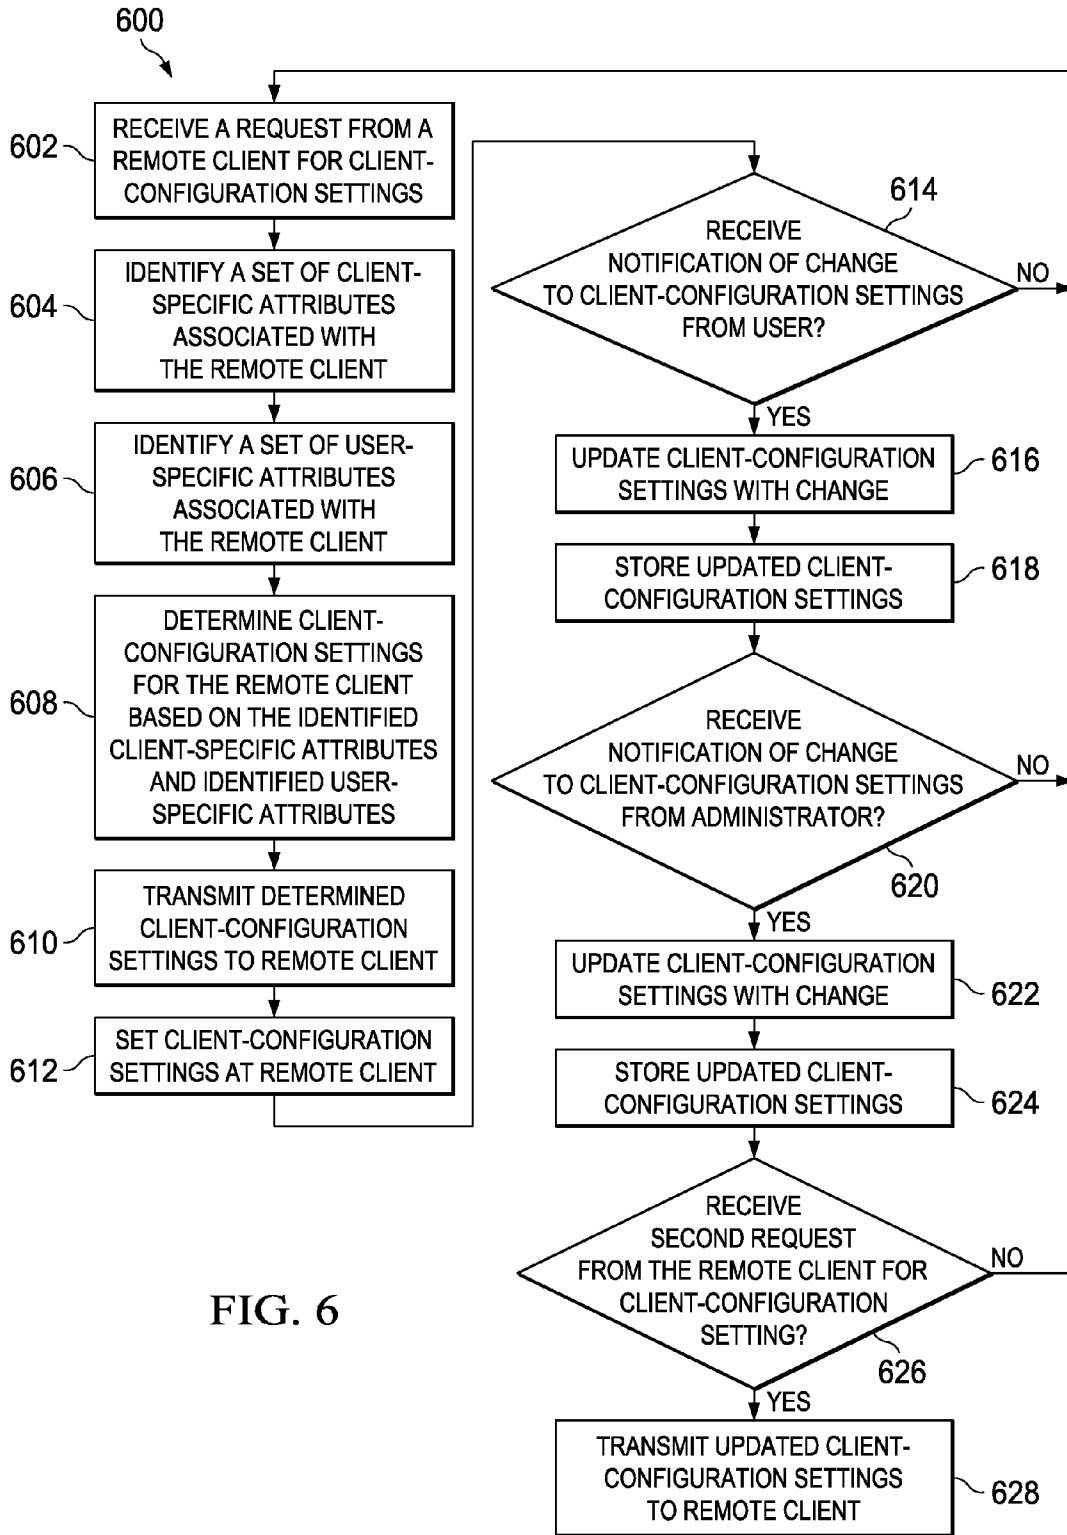 600
602
RECEIVE A REQUEST FROM A
REMOTE CLIENT FOR CLIENT-
CONFIGURATION SETTINGS
604
IDENTIFY A SET OF CLIENT-
SPECIFIC ATTRIBUTES
ASSOCIATED WITH
THE REMOTE CLIENT
606
IDENTIFY A SET OF USER-
SPECIFIC ATTRIBUTES
ASSOCIATED WITH
THE REMOTE CLIENT
608
DETERMINE CLIENT-
CONFIGURATION SETTINGS
FOR THE REMOTE CLIENT
BASED ON THE IDENTIFIED
CLIENT-SPECIFIC ATTRIBUTES
AND IDENTIFIED USER-
SPECIFIC ATTRIBUTES
610
TRANSMIT DETERMINED
CLIENT-CONFIGURATION
SETTINGS TO REMOTE CLIENT
612
SET CLIENT-CONFIGURATION
SETTINGS AT REMOTE CLIENT
614
RECEIVE
NOTIFICATION OF CHANGE
TO CLIENT-CONFIGURATION SETTINGS
FROM USER?
NO
YES
UPDATE CLIENT-CONFIGURATION
SETTINGS WITH CHANGE
616
STORE UPDATED CLIENT-
CONFIGURATION SETTINGS
618
RECEIVE
NOTIFICATION OF CHANGE
TO CLIENT-CONFIGURATION SETTINGS
FROM ADMINISTRATOR?
NO
620
YES
UPDATE CLIENT-CONFIGURATION
SETTINGS WITH CHANGE
622
STORE UPDATED CLIENT-
CONFIGURATION SETTINGS
624
RECEIVE
SECOND REQUEST
FROM THE REMOTE CLIENT FOR
CLIENT-CONFIGURATION
SETTING?
NO
626
YES
TRANSMIT UPDATED CLIENT-
CONFIGURATION SETTINGS
TO REMOTE CLIENT
628
FIG. 6